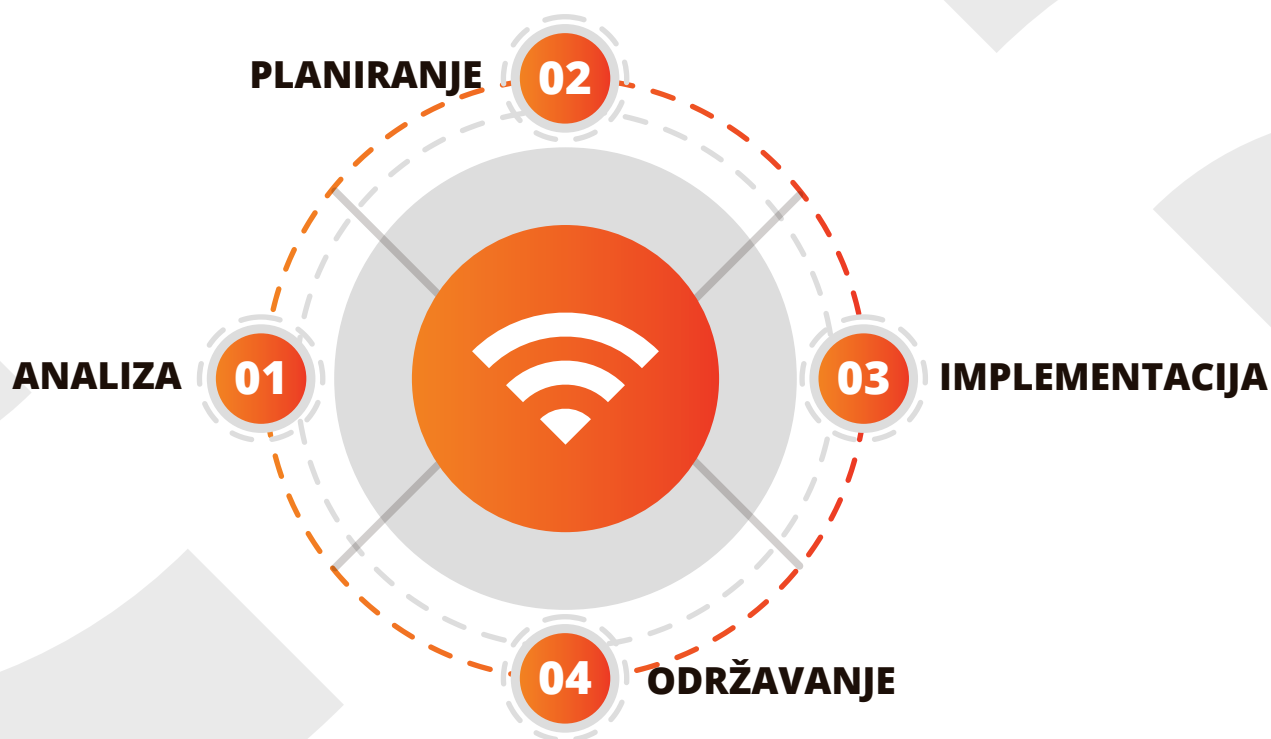 PLANIRANJE
02
ANALIZA
01
03
IMPLEMENTACIJA
04
ODRŽAVANJE